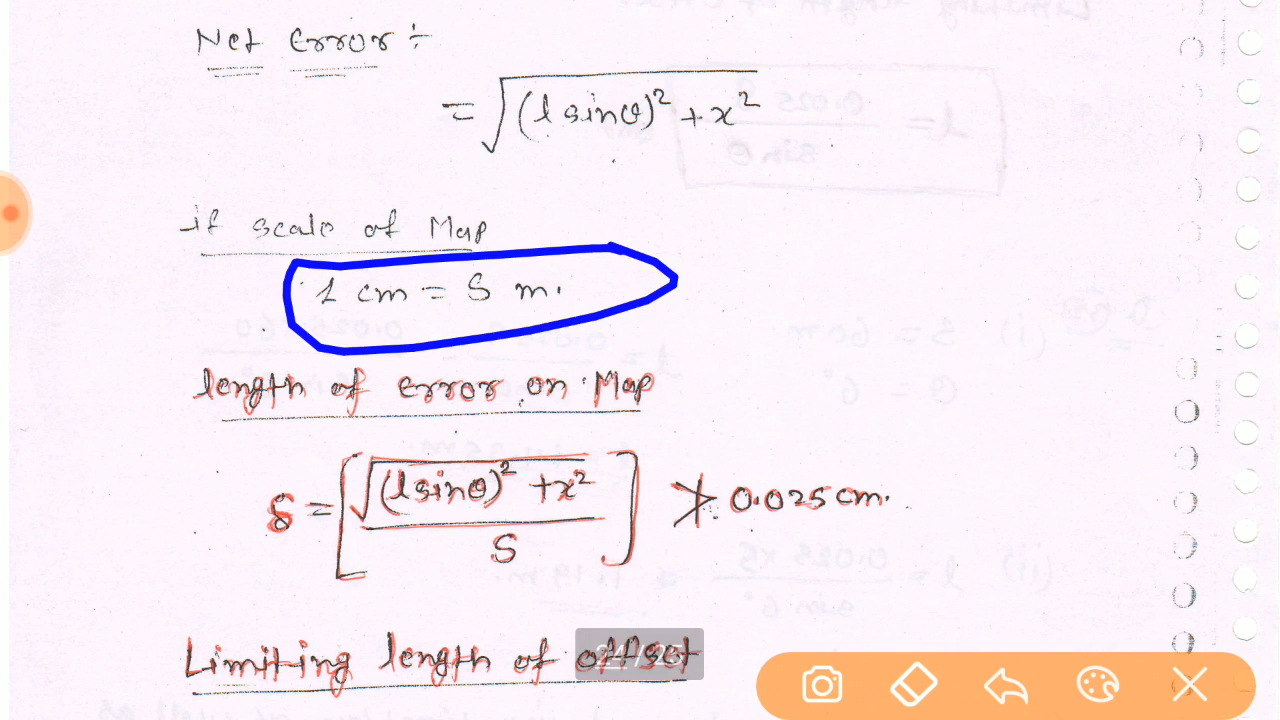 Net Error ÷
= √(l sinθ)² + x²
if scale of Map
1 cm = S m.
length of error on Map
δ = [√(l sinθ)² + x² / S] ≯ 0.025 cm.
Limiting length of offset